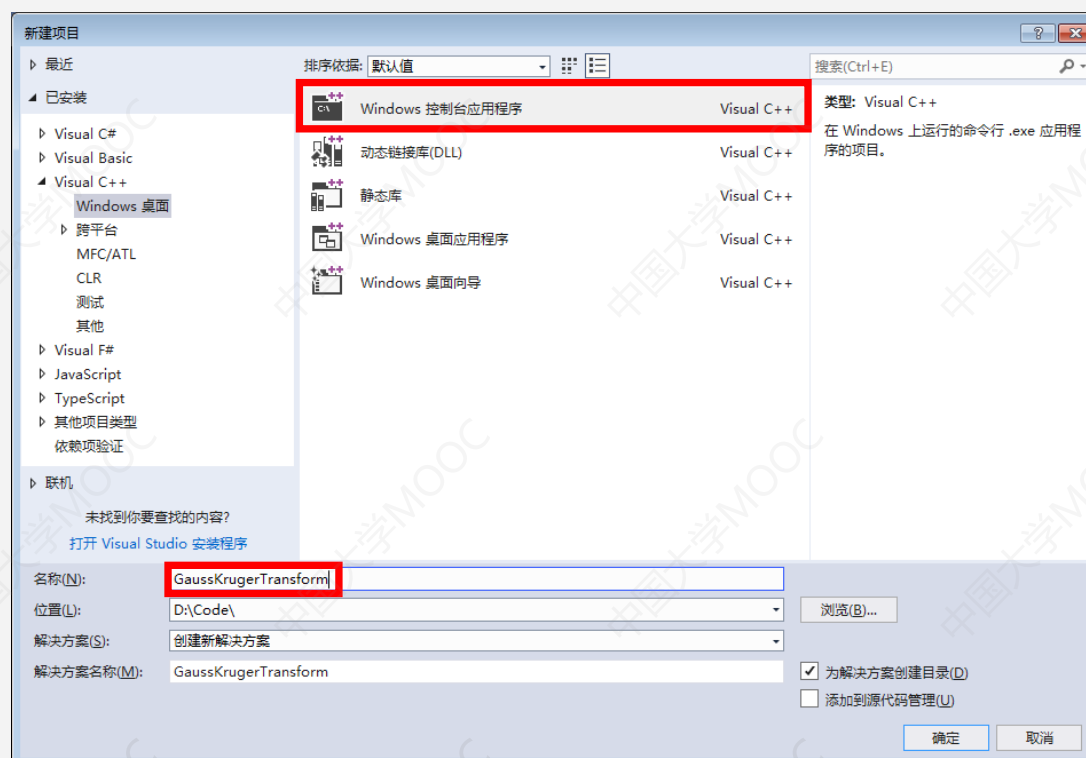 新建项目
最近
排序依据: 默认值
搜索(Ctrl+E)
已安装
Visual C#
Visual Basic
Visual C++
Windows 桌面
跨平台
MFC/ATL
CLR
测试
其他
Visual F#
JavaScript
TypeScript
其他项目类型
依赖项验证
联机
未找到你要查找的内容?
打开 Visual Studio 安装程序
Windows 控制台应用程序 Visual C++
动态链接库(DLL) Visual C++
静态库 Visual C++
Windows 桌面应用程序 Visual C++
Windows 桌面向导 Visual C++
类型: Visual C++
在 Windows 上运行的命令行 .exe 应用程
序的项目。
名称(N): GaussKrugerTransform
位置(L): D:\Code\ 浏览(B)...
解决方案(S): 创建新解决方案
解决方案名称(M): GaussKrugerTransform
为解决方案创建目录(D)
添加到源代码管理(U)
确定 取消
中国大学MOOC